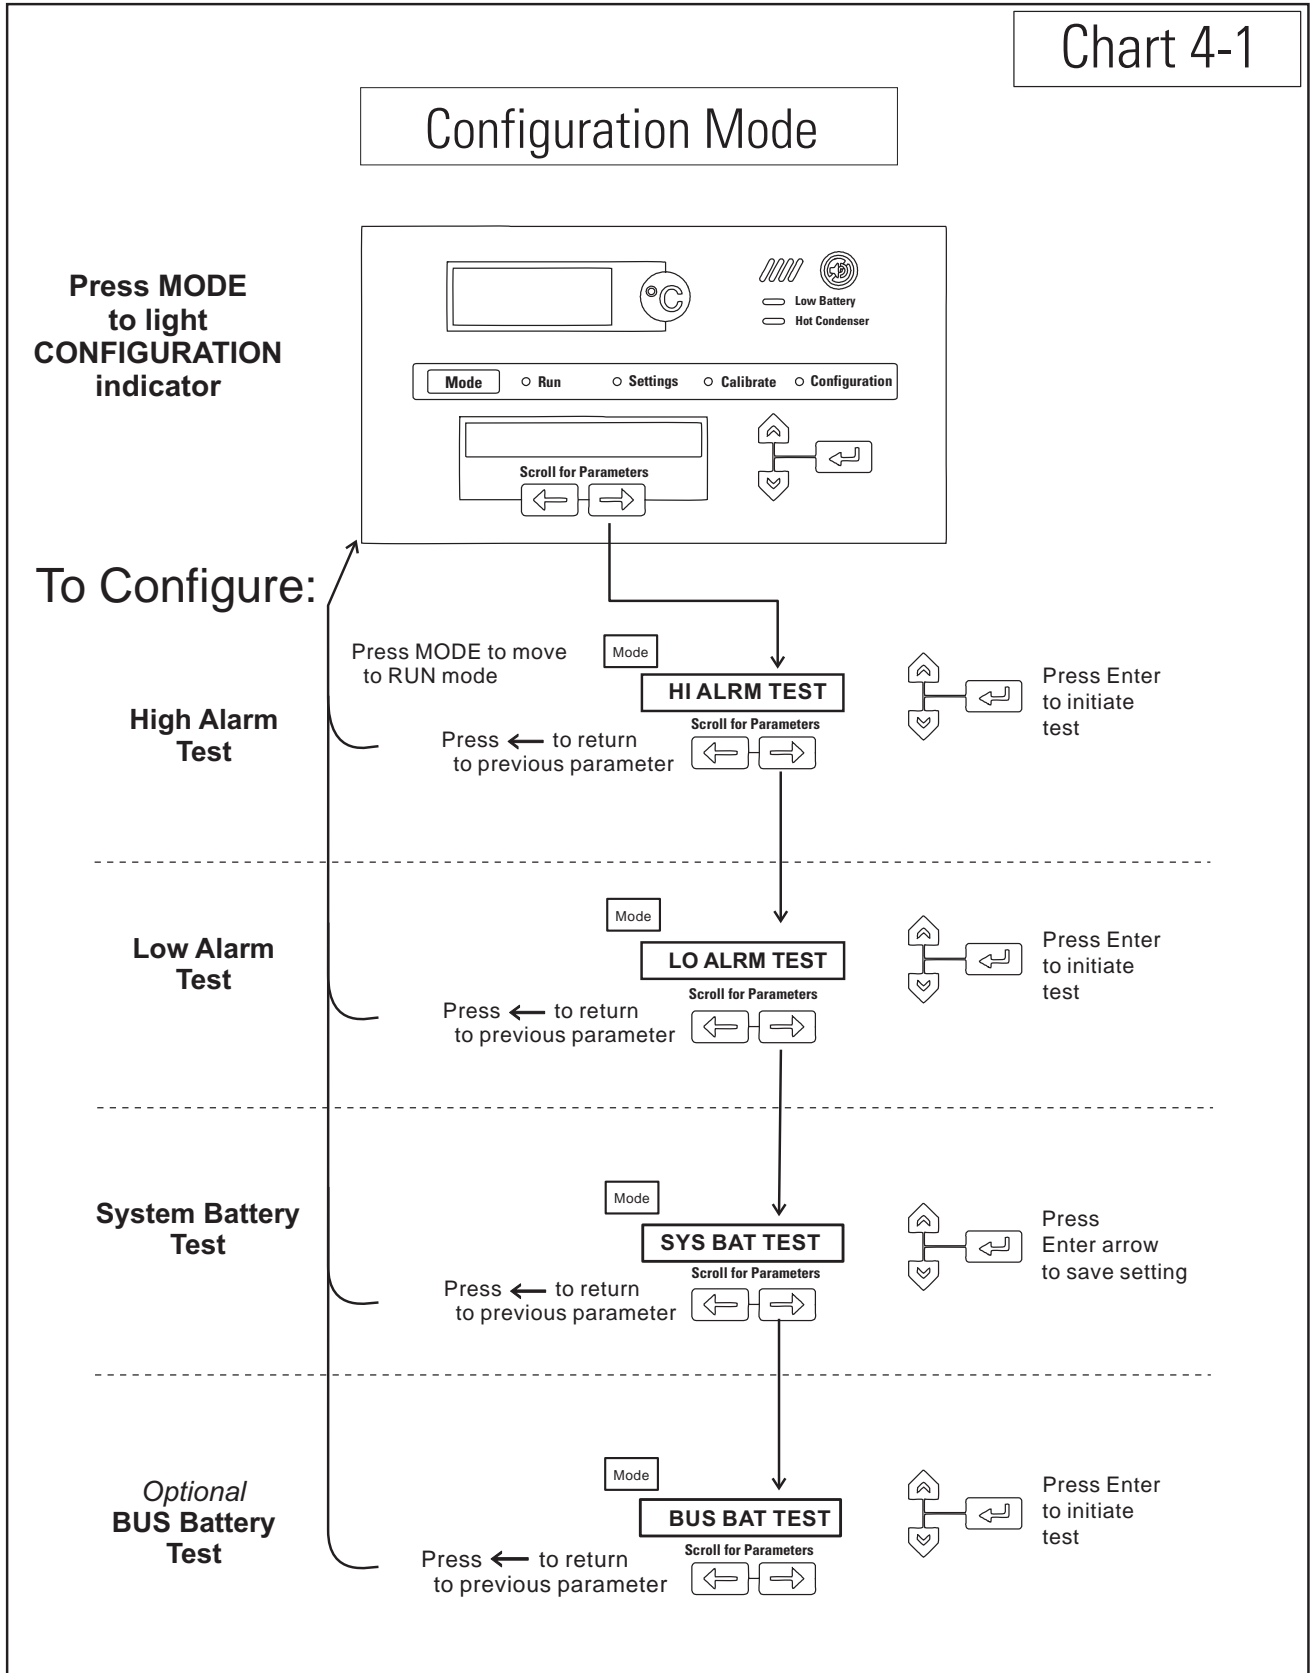 Chart 4-1
Configuration Mode
Press MODE
to light
CONFIGURATION
indicator
°C
Low Battery
Hot Condenser
Mode
Run
Settings
Calibrate
Configuration
Scroll for Parameters
To Configure:
High Alarm
Test
Press MODE to move
to RUN mode
Mode
HI ALRM TEST
Scroll for Parameters
Press ← to return
to previous parameter
Press Enter
to initiate
test
Low Alarm
Test
Mode
LO ALRM TEST
Scroll for Parameters
Press ← to return
to previous parameter
Press Enter
to initiate
test
System Battery
Test
Mode
SYS BAT TEST
Scroll for Parameters
Press ← to return
to previous parameter
Press
Enter arrow
to save setting
Optional
BUS Battery
Test
Mode
BUS BAT TEST
Scroll for Parameters
Press ← to return
to previous parameter
Press Enter
to initiate
test